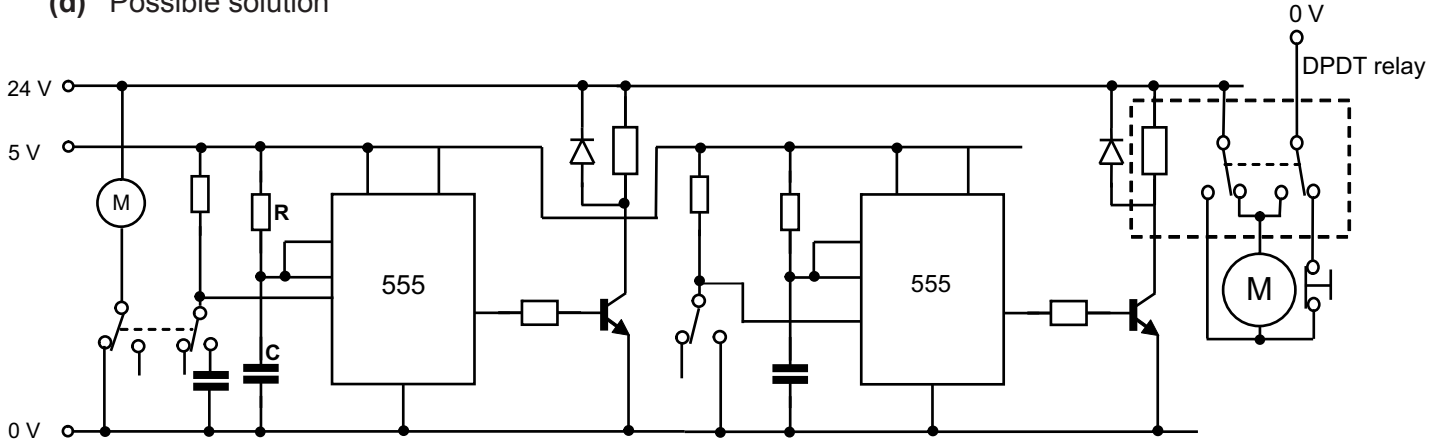 (d) Possible solution
0 V
DPDT relay
24 V
5 V
M
R
555
555
M
C
0 V